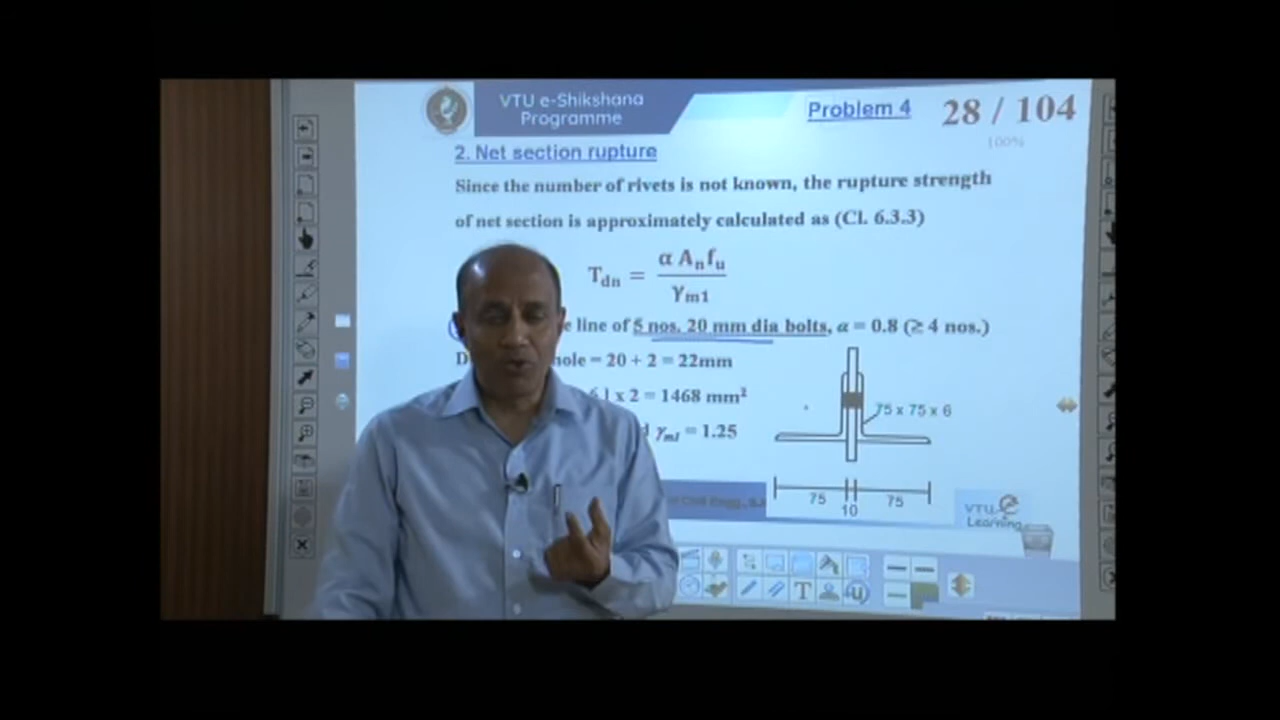 VTU e-Shikshana
Programme
Problem 4
28 / 104
100%
2. Net section rupture
Since the number of rivets is not known, the rupture strength
of net section is approximately calculated as (Cl. 6.3.3)
T_dn = α A_n f_u / γ_m1
line of 5 nos. 20 mm dia bolts, α = 0.8 (≥ 4 nos.)
= 20 + 2 = 22mm
x 2 = 1468 mm²
γ_m1 = 1.25
75 x 75 x 6
75
10
75
VTU
Learning
T